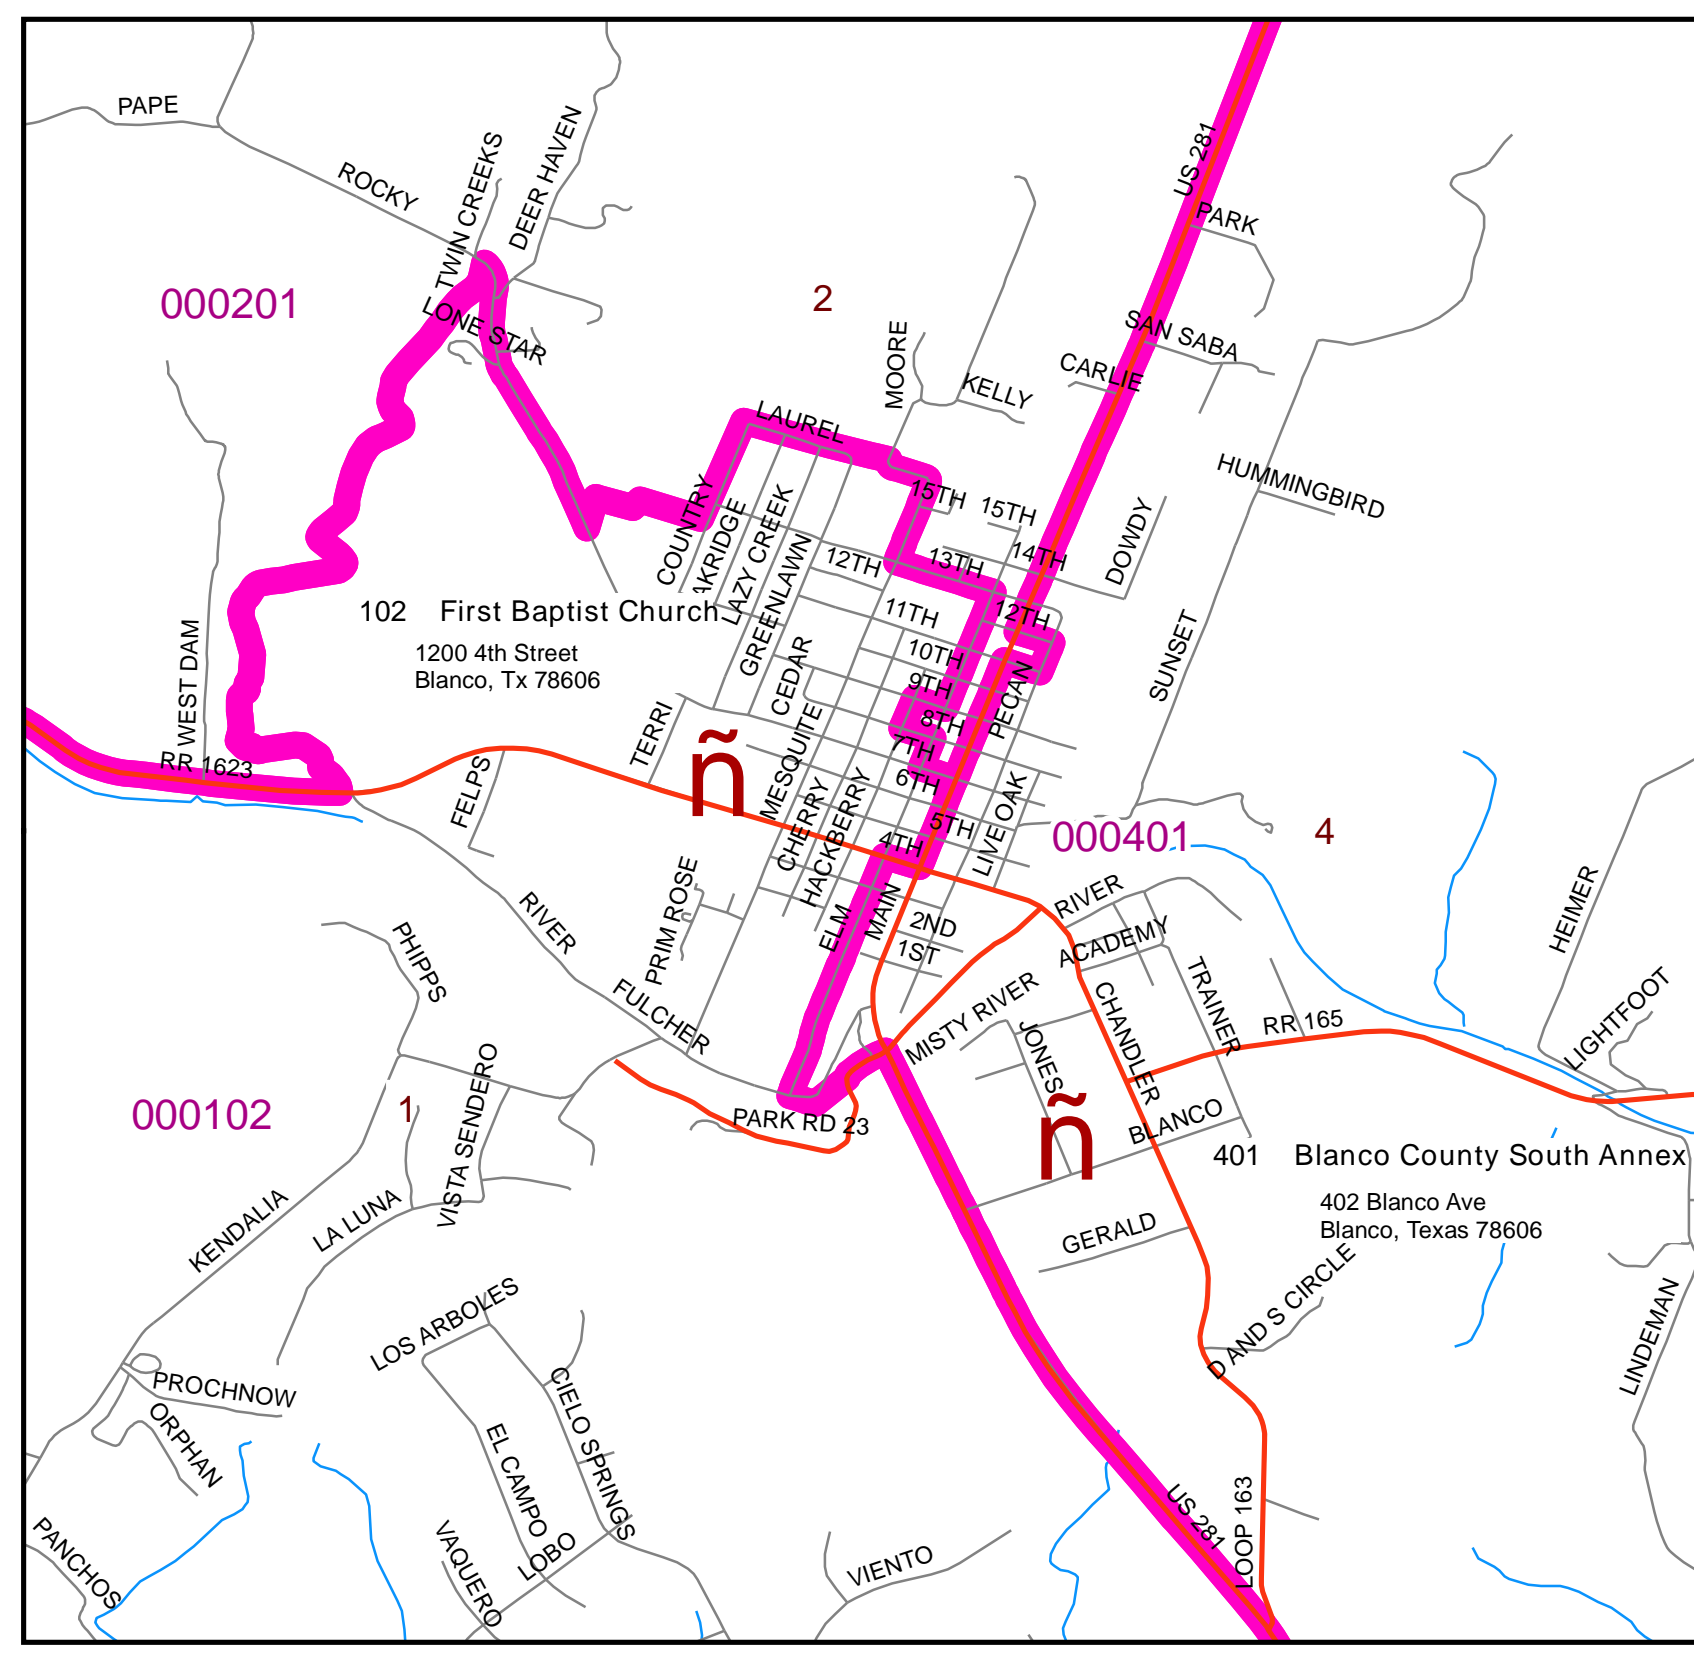 PAPE
ROCKY
TWIN CREEKS
DEER HAVEN
US 281
PARK
000201
2
LONE STAR
MOORE
KELLY
CARLIE
SAN SABA
LAUREL
HUMMINGBIRD
COUNTRY
AKRIDGE
LAZY CREEK
GREENLAWN
15TH
15TH
14TH
13TH
12TH
12TH
DOWDY
11TH
10TH
9TH
8TH
7TH
6TH
5TH
4TH
102 First Baptist Church
1200 4th Street
Blanco, Tx 78606
WEST DAM
RR 1623
TERRI
FELPS
CEDAR
MESQUITE
CHERRY
HACKBERRY
PECAN
LIVE OAK
SUNSET
ñ
000401
4
ELM
MAIN
2ND
1ST
RIVER
ACADEMY
TRAINER
HEIMER
LIGHTFOOT
PHIPPS
RIVER
PRIM ROSE
FULCHER
MISTY RIVER
JONES
CHANDLER
RR 165
000102
1
VISTA SENDERO
PARK RD 23
ñ
BLANCO
401 Blanco County South Annex
402 Blanco Ave
Blanco, Texas 78606
KENDALIA
LA LUNA
GERALD
D AND S CIRCLE
LINDEMAN
LOS ARBOLES
PROCHNOW
ORPHAN
CIELO SPRINGS
EL CAMPO
LOBO
VAQUERO
PANCHOS
VIENTO
US 281
LOOP 163